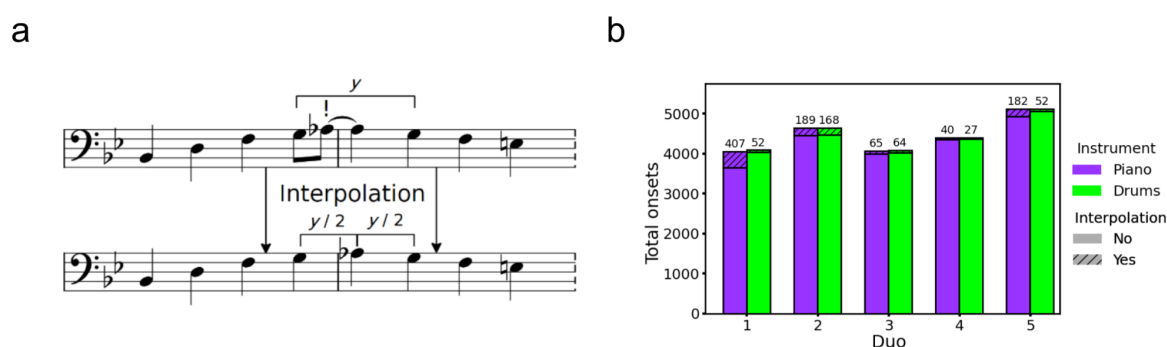 a
b
y
!
Interpolation
y / 2 y / 2
Total onsets
5000
4000
3000
2000
1000
0
407 52
189 168
65 64
40 27
182 52
1 2 3 4 5
Duo
Instrument
Piano
Drums
Interpolation
No
Yes